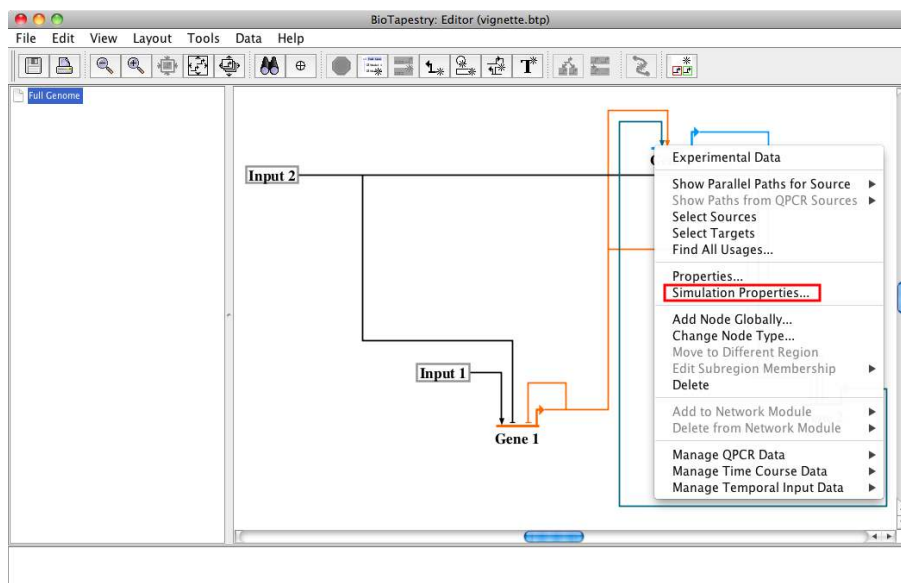 BioTapestry: Editor (vignette.btp)
File Edit View Layout Tools Data Help
T*
Full Genome
Input 2
Experimental Data
Show Parallel Paths for Source
Show Paths from QPCR Sources
Select Sources
Select Targets
Find All Usages...
Properties...
Simulation Properties...
Add Node Globally...
Change Node Type...
Move to Different Region
Edit Subregion Membership
Delete
Add to Network Module
Delete from Network Module
Manage QPCR Data
Manage Time Course Data
Manage Temporal Input Data
Input 1
Gene 1